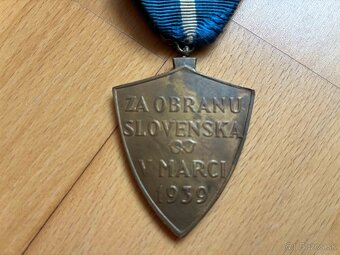 ZA OBRANU
SLOVENSKA
V MARCI
1939